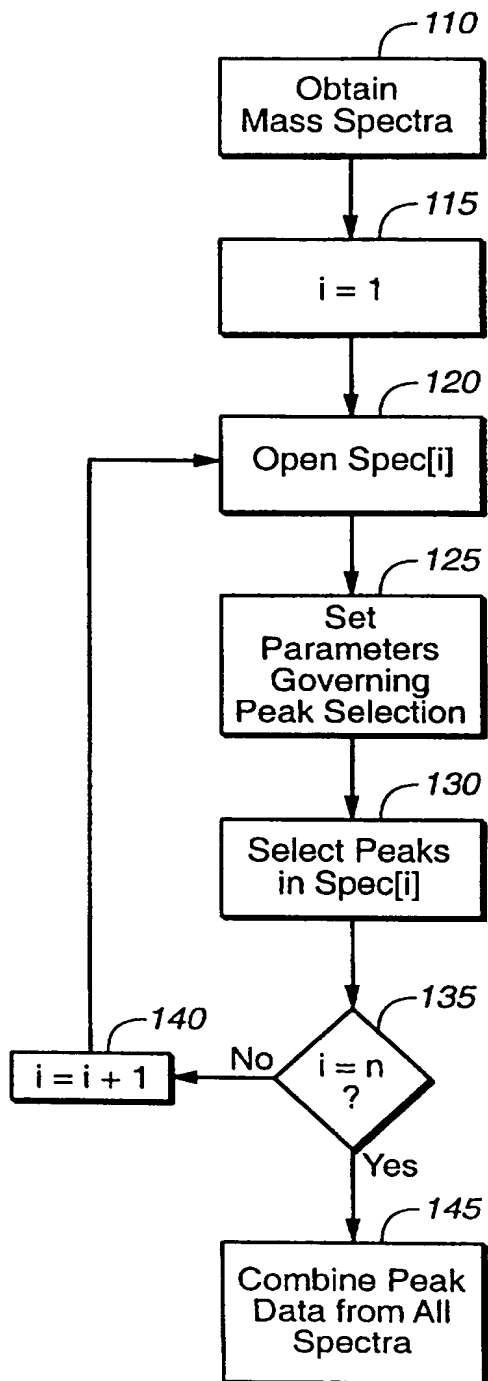 110
Obtain
Mass Spectra
115
i = 1
120
Open Spec[i]
125
Set
Parameters
Governing
Peak Selection
130
Select Peaks
in Spec[i]
135
i = n
?
No
140
i = i + 1
Yes
145
Combine Peak
Data from All
Spectra